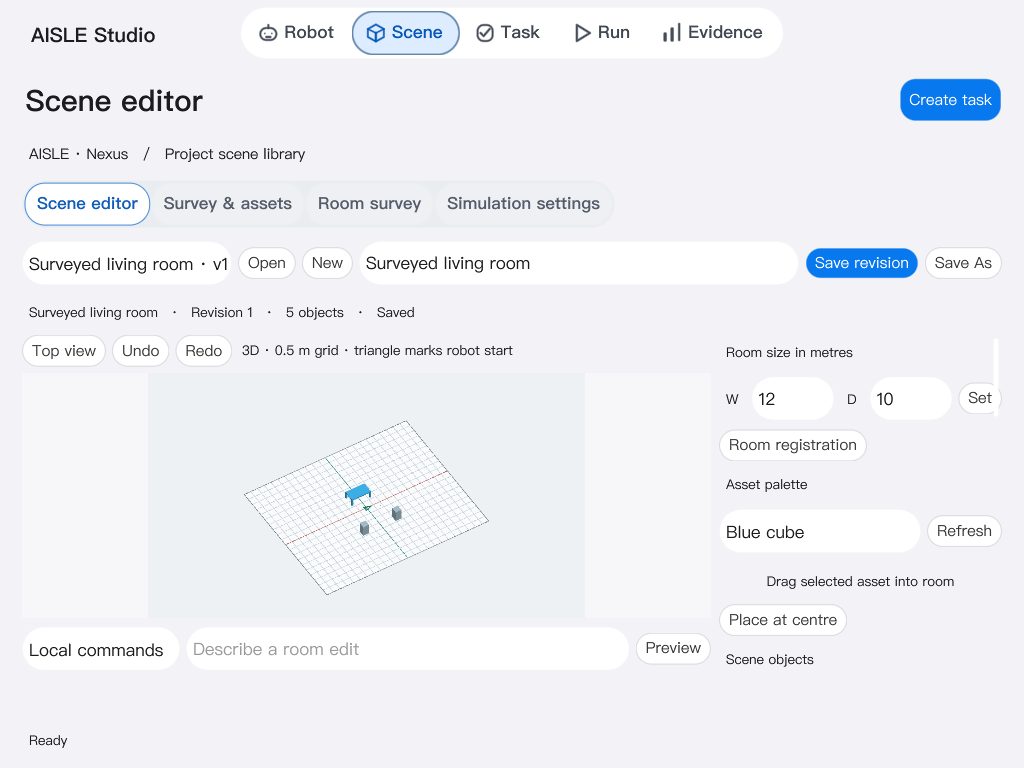 AISLE Studio
Robot
Scene
Task
Run
Evidence
Scene editor
Create task
AISLE · Nexus / Project scene library
Scene editor
Survey & assets
Room survey
Simulation settings
Surveyed living room · v1
Open
New
Surveyed living room
Save revision
Save As
Surveyed living room · Revision 1 · 5 objects · Saved
Top view
Undo
Redo
3D · 0.5 m grid · triangle marks robot start
Room size in metres
W 12 D 10 Set
Room registration
Asset palette
Blue cube
Refresh
Drag selected asset into room
Place at centre
Scene objects
Local commands
Describe a room edit
Preview
Ready